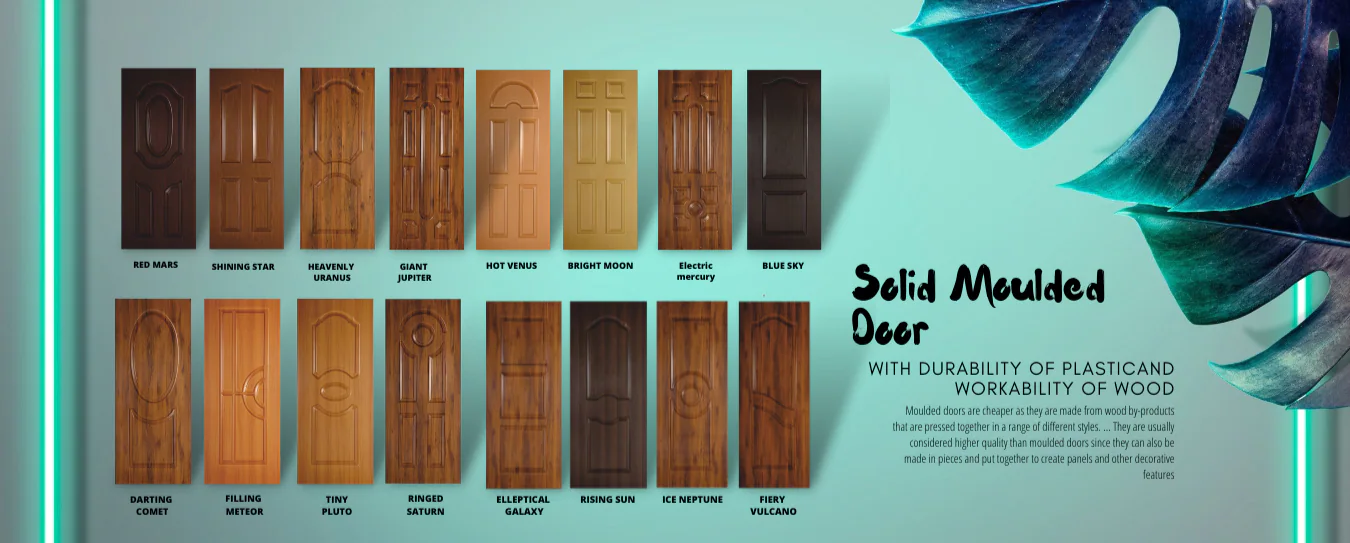 RED MARS
SHINING STAR
HEAVENLY
URANUS
GIANT
JUPITER
HOT VENUS
BRIGHT MOON
Electric
mercury
BLUE SKY
DARTING
COMET
FILLING
METEOR
TINY
PLUTO
RINGED
SATURN
ELLEPTICAL
GALAXY
RISING SUN
ICE NEPTUNE
FIERY
VULCANO
Solid Moulded
Door
WITH DURABILITY OF PLASTICAND
WORKABILITY OF WOOD
Moulded doors are cheaper as they are made from wood by-products
that are pressed together in a range of different styles. ... They are usually
considered higher quality than moulded doors since they can also be
made in pieces and put together to create panels and other decorative
features